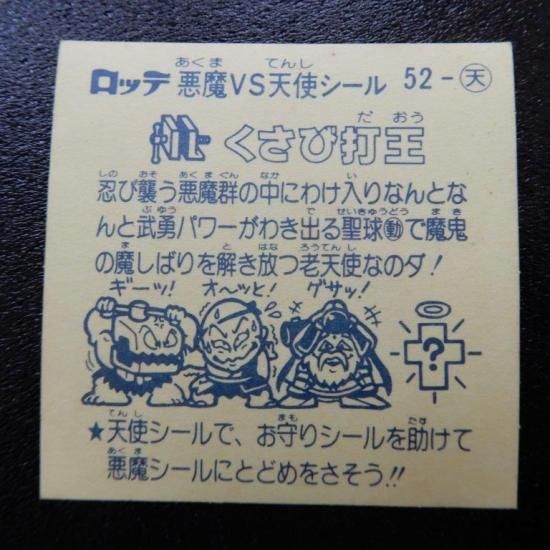 ロッテ 悪魔VS天使シール 52-天
くさび打王
忍び襲う悪魔群の中にわけ入りなんとな
んと武勇パワーがわき出る聖球動で魔鬼
の魔しばりを解き放つ老天使なのダ!
ギーッ! オ〜ッと! グサッ!
?
★天使シールで、お守りシールを助けて
悪魔シールにとどめをさそう!!